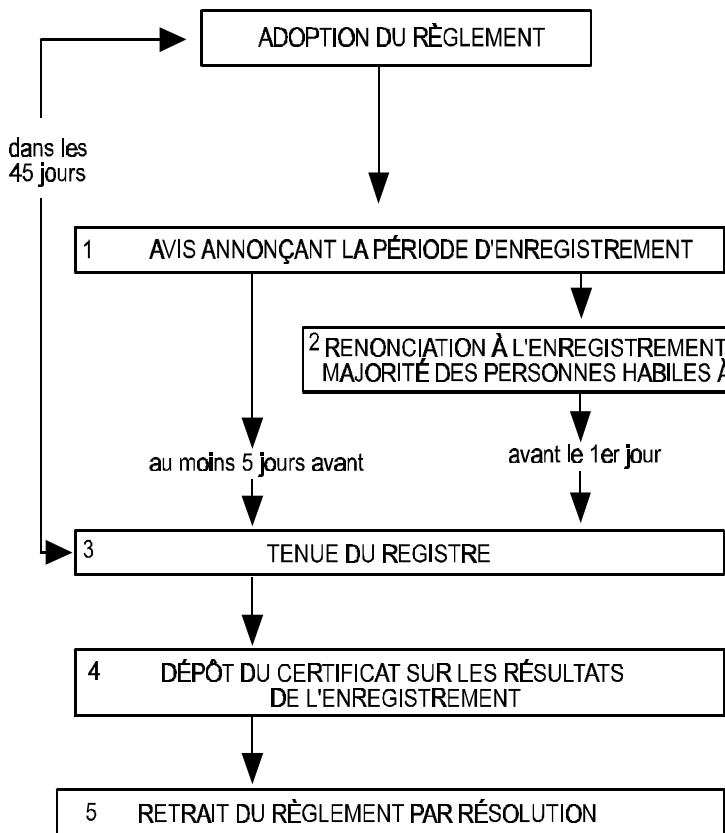 ADOPTION DU RÈGLEMENT
dans les
45 jours
1 AVIS ANNONÇANT LA PÉRIODE D'ENREGISTREMENT
2 RENONCIATION À L'ENREGISTREMENT
MAJORITÉ DES PERSONNES HABILES À
au moins 5 jours avant
avant le 1er jour
3 TENUE DU REGISTRE
4 DÉPÔT DU CERTIFICAT SUR LES RÉSULTATS
DE L'ENREGISTREMENT
5 RETRAIT DU RÈGLEMENT PAR RÉSOLUTION